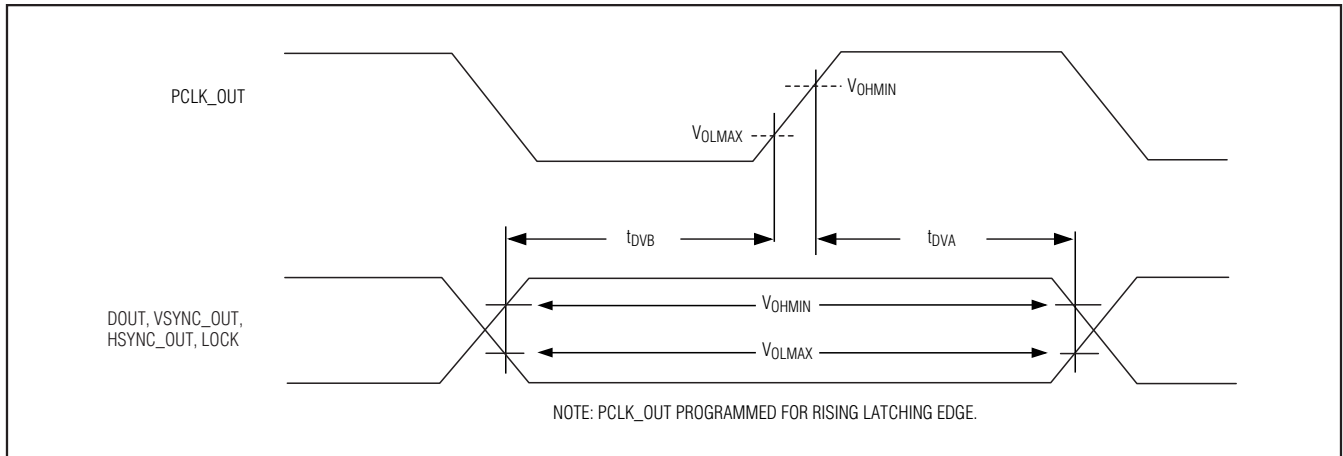 PCLK_OUT
VOHMIN
VOLMAX
tDVB
tDVA
DOUT, VSYNC_OUT,
HSYNC_OUT, LOCK
VOHMIN
VOLMAX
NOTE: PCLK_OUT PROGRAMMED FOR RISING LATCHING EDGE.